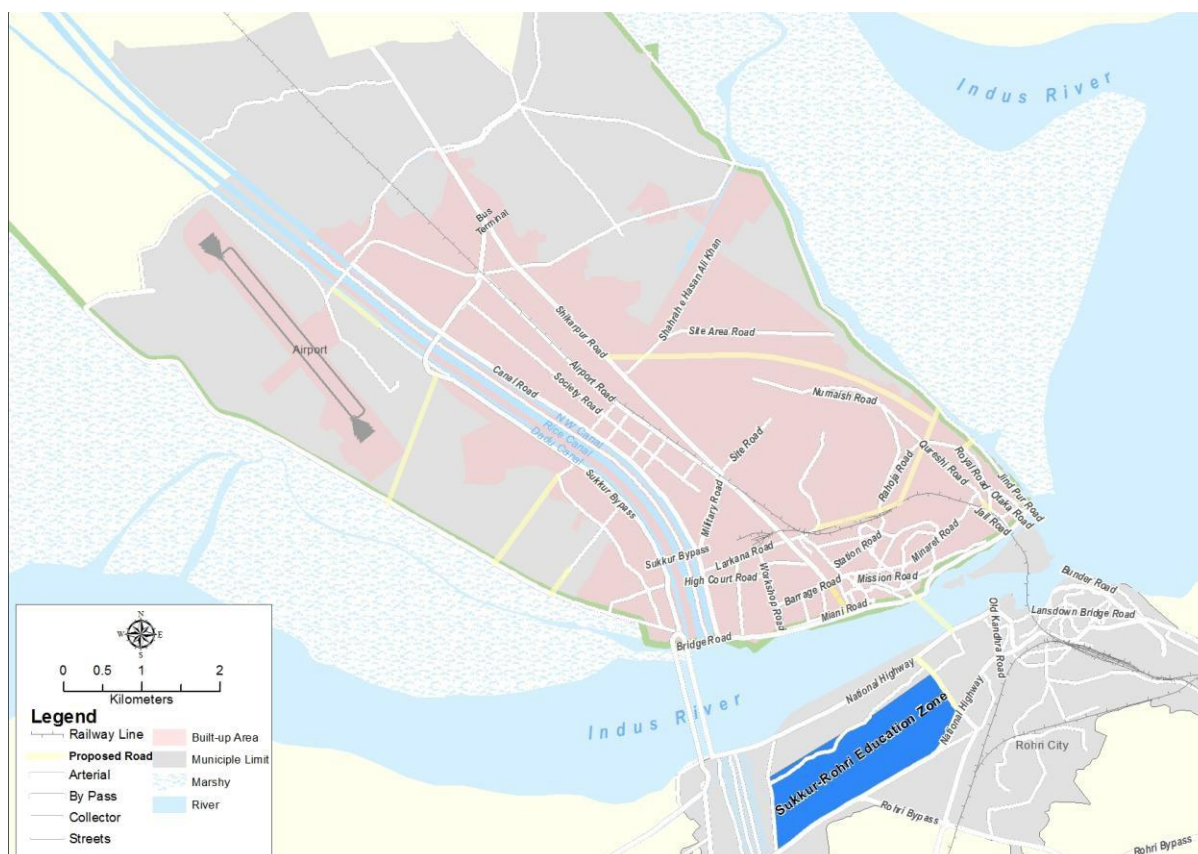 Indus River
Bus
Terminal
Shahrah e Hasan Ali Khan
Shikarpur Road
Site Area Road
Airport
Airport Road
Society Road
Canal Road
Numaish Road
N.W Canal
Rice Canal
Dadu Canal
Site Road
Rahoja Road
Qureshi Road
Royal Road
Otaka Road
Jind Pur Road
Jail Road
Sukkur Bypass
Military Road
Sukkur Bypass
Larkana Road
Station Road
Minaret Road
High Court Road
Workshop Road
Barrage Road
Mission Road
Miani Road
Bridge Road
Bunder Road
Lansdown Bridge Road
Old Kandhra Road
National Highway
National Highway
Indus River
Sukkur-Rohri Education Zone
Rohri City
Rohri Bypass
Rohri Bypass
N
W E
S
0 0.5 1 2
Kilometers
Legend
Railway Line
Proposed Road
Arterial
By Pass
Collector
Streets
Built-up Area
Municiple Limit
Marshy
River